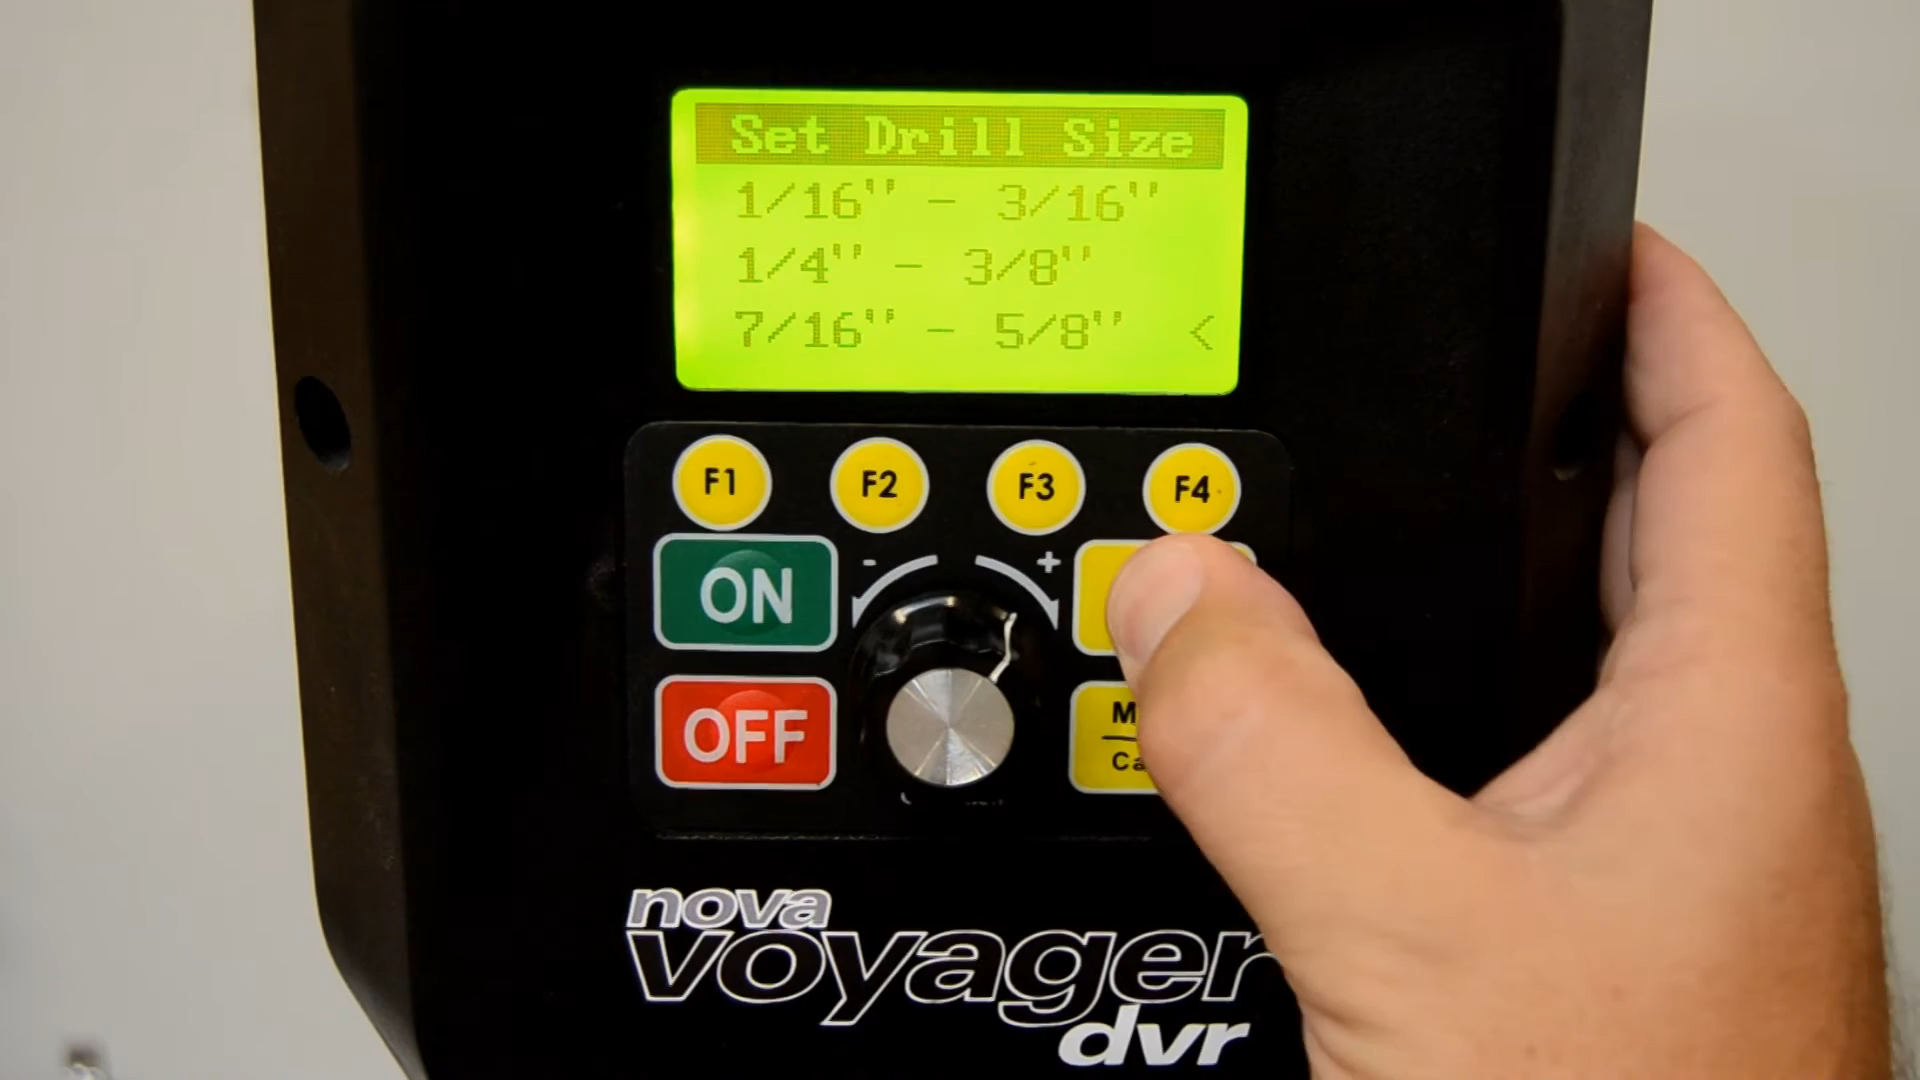 Set Drill Size
1/16" - 3/16"
1/4" - 3/8"
7/16" - 5/8" <
F1 F2 F3 F4
- +
ON
OFF
nova
voyager
dvr